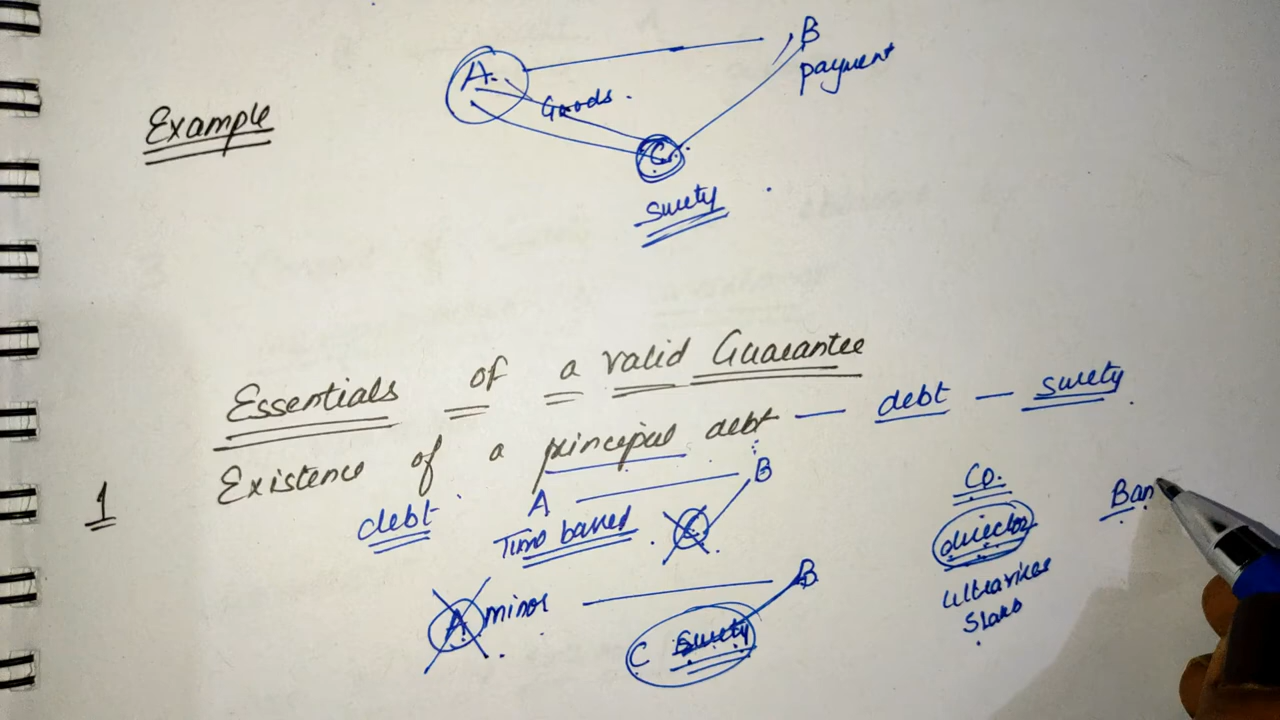 A. B
payment
Goods.
Example
C.
Surety
Essentials of a valid Guarantee
Existence of a principal debt — debt — surety
1
debt A B
Time barred C
Co. Ban
director
ultravires
A minor B
C Surety